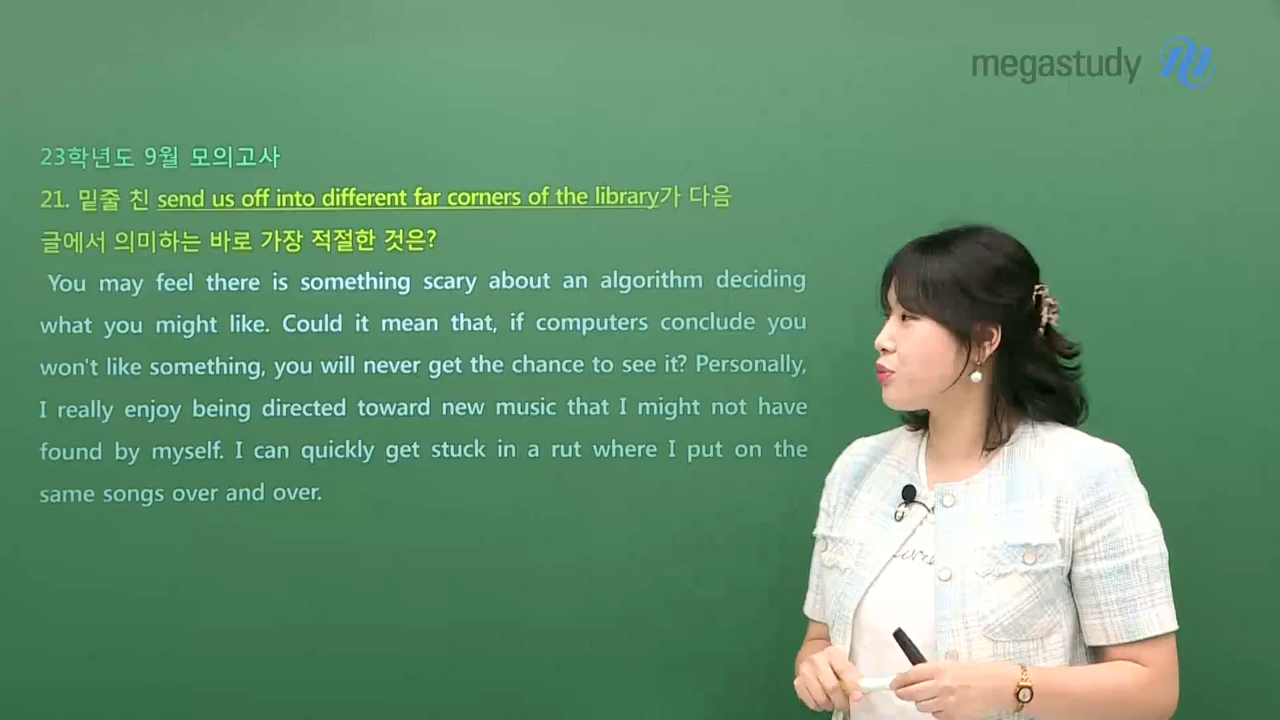 megastudy
23학년도 9월 모의고사
21. 밑줄 친 send us off into different far corners of the library가 다음
글에서 의미하는 바로 가장 적절한 것은?
You may feel there is something scary about an algorithm deciding
what you might like. Could it mean that, if computers conclude you
won't like something, you will never get the chance to see it? Personally,
I really enjoy being directed toward new music that I might not have
found by myself. I can quickly get stuck in a rut where I put on the
same songs over and over.